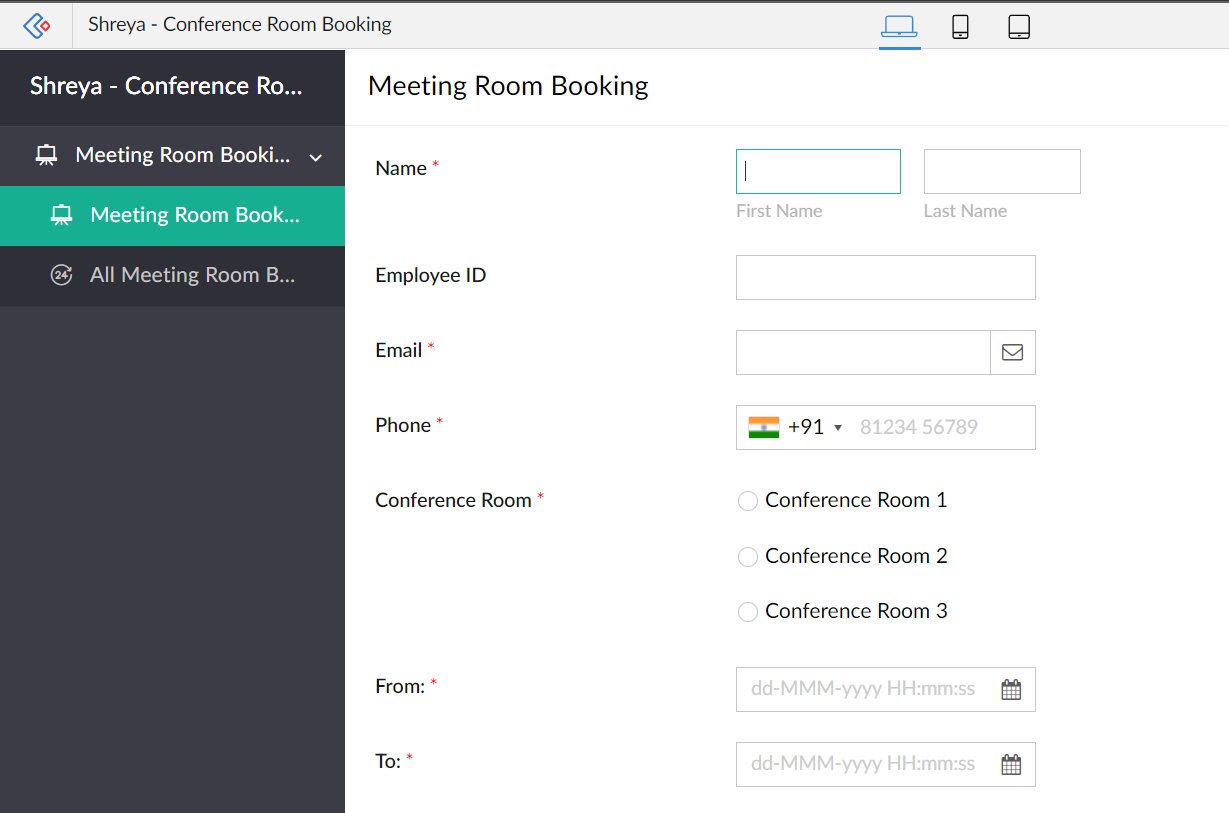 Shreya - Conference Room Booking
Shreya - Conference Ro...
Meeting Room Booki...
Meeting Room Book...
24
All Meeting Room B...
Meeting Room Booking
Name *
First Name
Last Name
Employee ID
Email *
Phone *
+91
81234 56789
Conference Room *
Conference Room 1
Conference Room 2
Conference Room 3
From: *
dd-MMM-yyyy HH:mm:ss
To: *
dd-MMM-yyyy HH:mm:ss